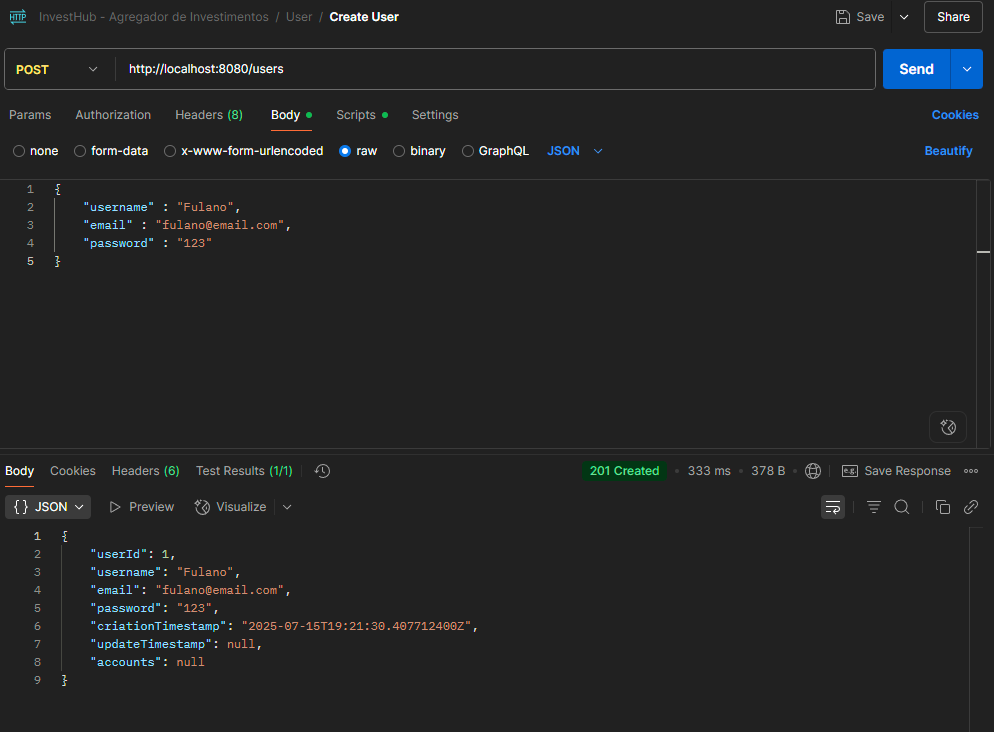 HTTP InvestHub - Agregador de Investimentos / User / Create User Save Share
POST http://localhost:8080/users Send
Params Authorization Headers (8) Body Scripts Settings Cookies
none form-data x-www-form-urlencoded raw binary GraphQL JSON Beautify
1 {
2 "username" : "Fulano",
3 "email" : "fulano@email.com",
4 "password" : "123"
5 }
Body Cookies Headers (6) Test Results (1/1) 201 Created • 333 ms • 378 B • e.g. Save Response
{} JSON Preview Visualize
1 {
2 "userId": 1,
3 "username": "Fulano",
4 "email": "fulano@email.com",
5 "password": "123",
6 "criationTimestamp": "2025-07-15T19:21:30.407712400Z",
7 "updateTimestamp": null,
8 "accounts": null
9 }